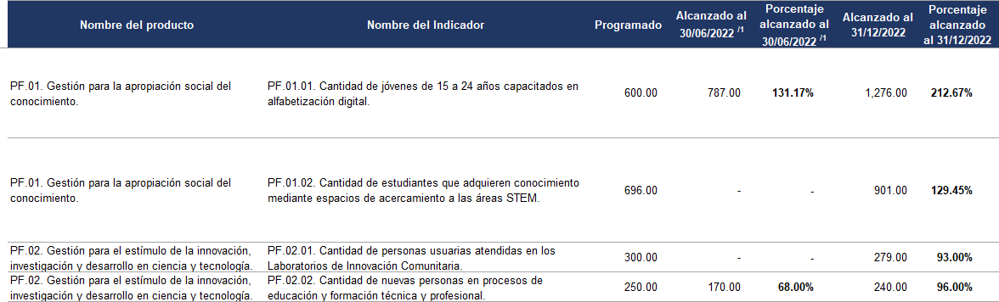 Nombre del producto Nombre del Indicador Programado Alcanzado al 30/06/2022 /1 Porcentaje alcanzado al 30/06/2022 /1 Alcanzado al 31/12/2022 Porcentaje alcanzado al 31/12/2022
PF.01. Gestión para la apropiación social del
conocimiento.
PF.01.01. Cantidad de jóvenes de 15 a 24 años capacitados en
alfabetización digital.
600.00 787.00 131.17% 1,276.00 212.67%
PF.01. Gestión para la apropiación social del
conocimiento.
PF.01.02. Cantidad de estudiantes que adquieren conocimiento
mediante espacios de acercamiento a las áreas STEM.
696.00 - - 901.00 129.45%
PF.02. Gestión para el estímulo de la innovación,
investigación y desarrollo en ciencia y tecnología.
PF.02.01. Cantidad de personas usuarias atendidas en los
Laboratorios de Innovación Comunitaria.
300.00 - - 279.00 93.00%
PF.02. Gestión para el estímulo de la innovación,
investigación y desarrollo en ciencia y tecnología.
PF.02.02. Cantidad de nuevas personas en procesos de
educación y formación técnica y profesional.
250.00 170.00 68.00% 240.00 96.00%